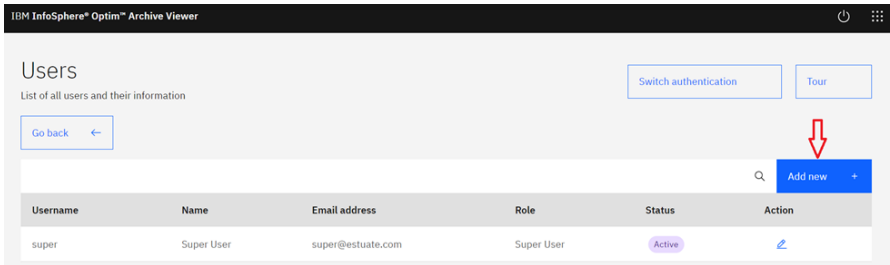 IBM InfoSphere® Optim™ Archive Viewer
Users
List of all users and their information
Switch authentication
Tour
Go back ←
Add new +
Username Name Email address Role Status Action
super Super User super@estuate.com Super User Active